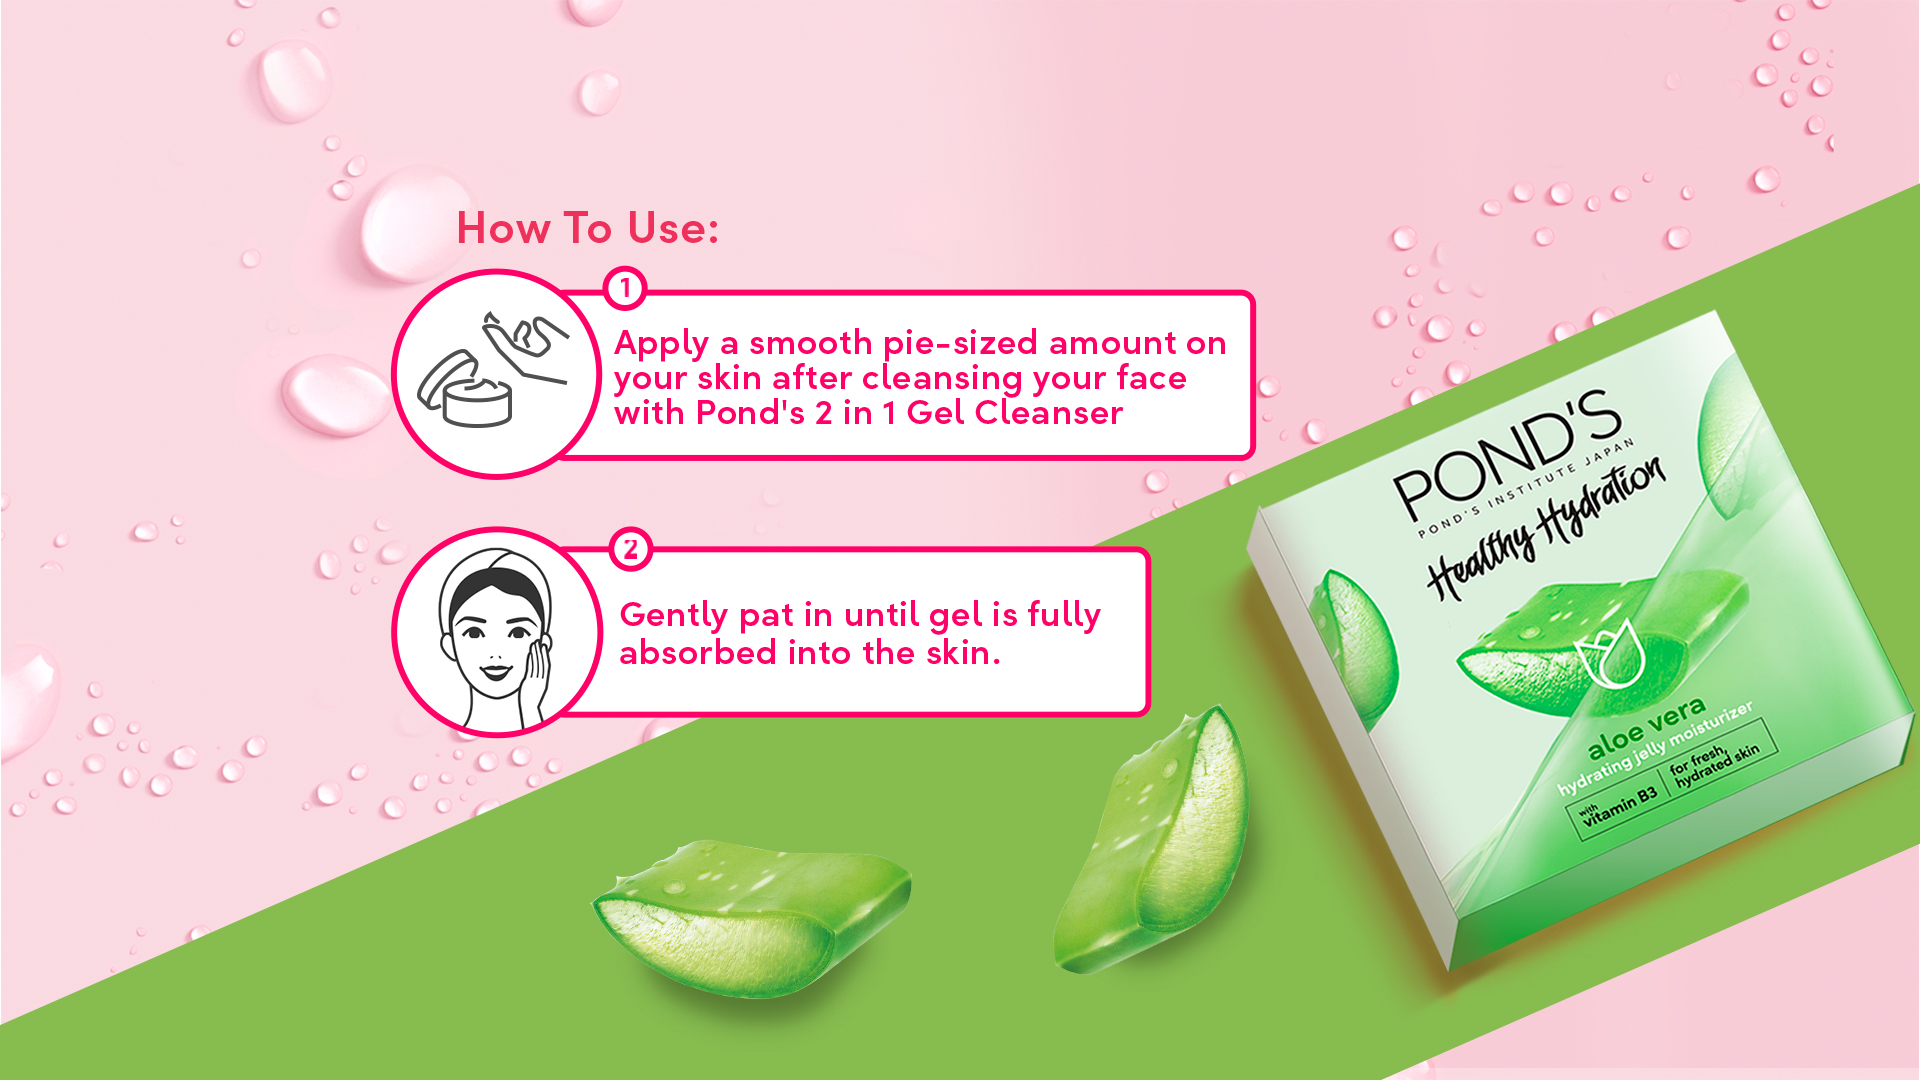 How To Use:
1
Apply a smooth pie-sized amount on
your skin after cleansing your face
with Pond's 2 in 1 Gel Cleanser
2
Gently pat in until gel is fully
absorbed into the skin.
POND'S
POND'S INSTITUTE JAPAN
Healthy Hydration
aloe vera
hydrating jelly moisturizer
with
vitamin B3
for fresh,
hydrated skin